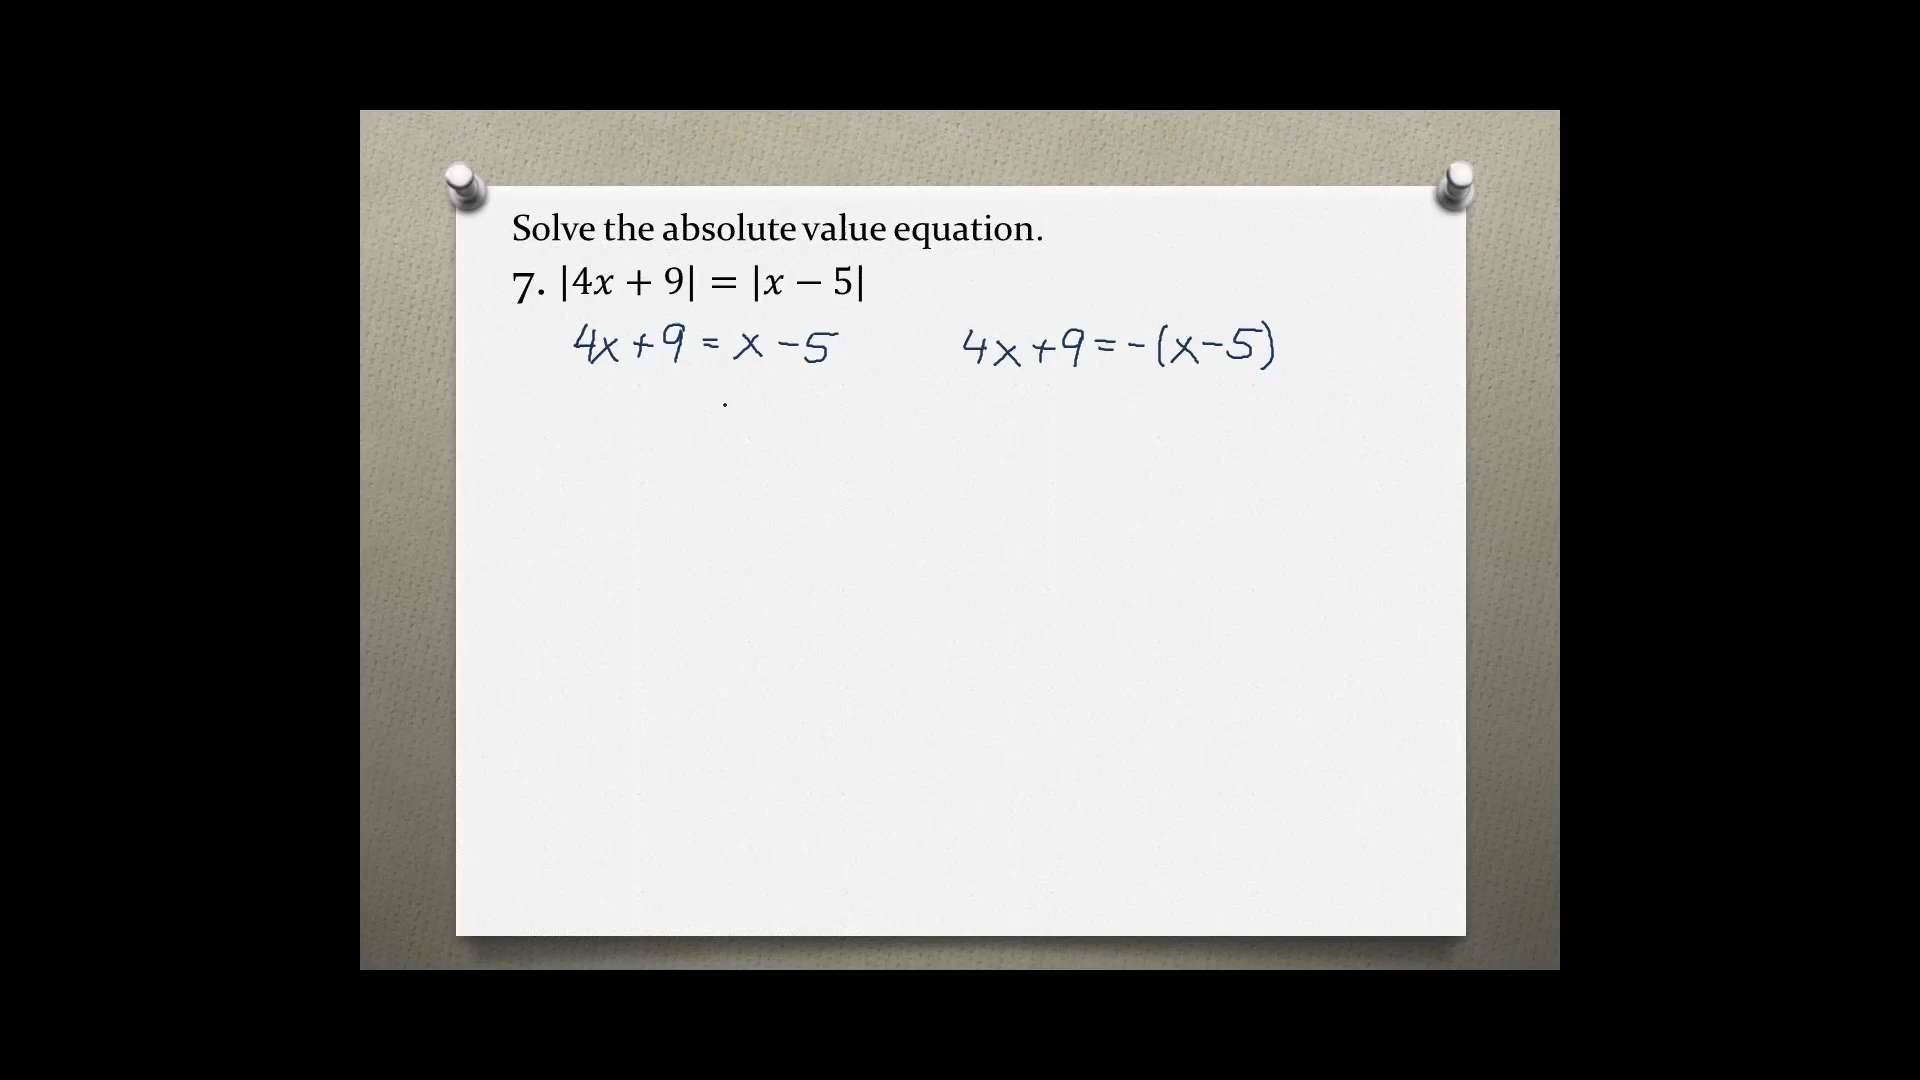 Solve the absolute value equation.
7. |4x + 9| = |x − 5|
4x+9 = x-5 4x+9=-(x-5)